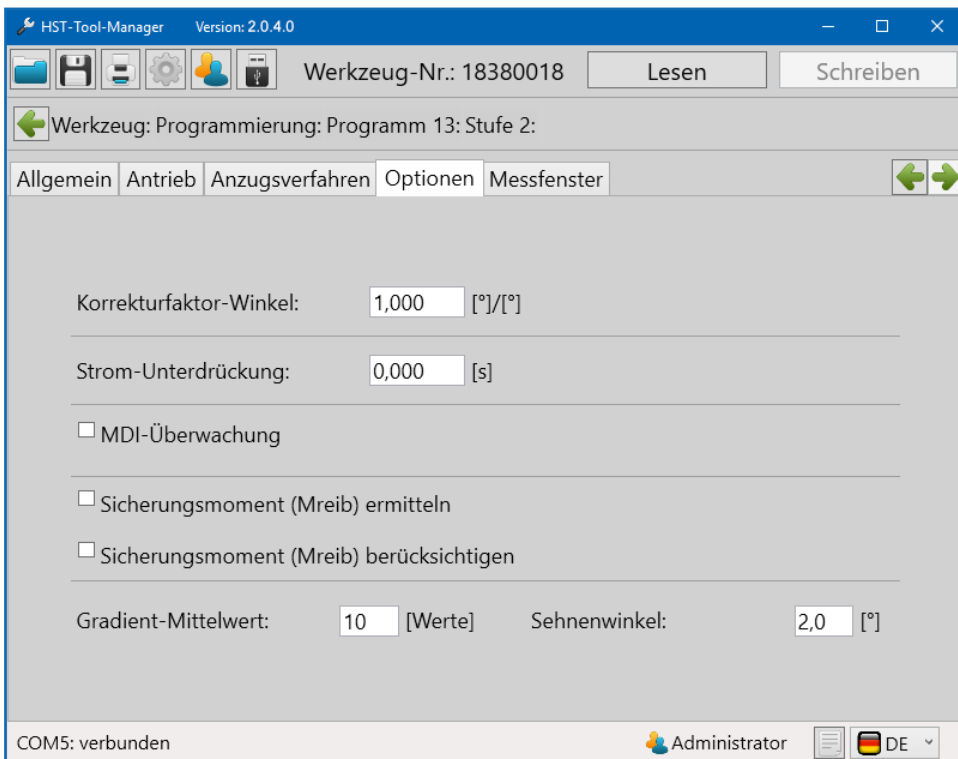 HST-Tool-Manager Version: 2.0.4.0
Werkzeug-Nr.: 18380018 Lesen Schreiben
Werkzeug: Programmierung: Programm 13: Stufe 2:
Allgemein Antrieb Anzugsverfahren Optionen Messfenster
Korrekturfaktor-Winkel: 1,000 [°]/[°]
Strom-Unterdrückung: 0,000 [s]
MDI-Überwachung
Sicherungsmoment (Mreib) ermitteln
Sicherungsmoment (Mreib) berücksichtigen
Gradient-Mittelwert: 10 [Werte] Sehnenwinkel: 2,0 [°]
COM5: verbunden Administrator DE